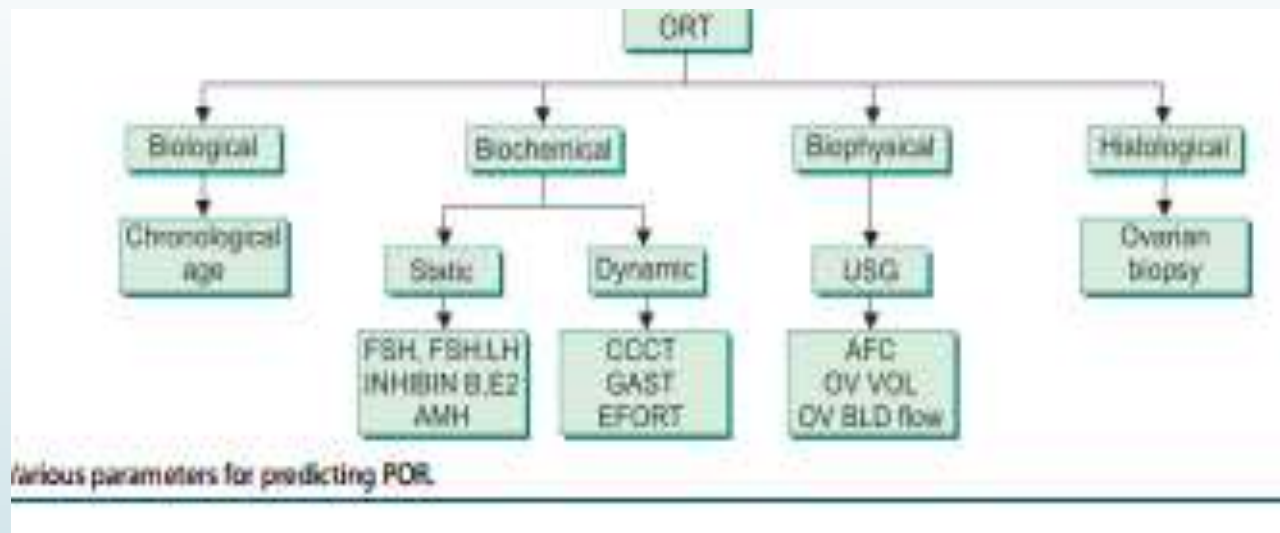 ORT
Biological
Biochemical
Biophysical
Histological
Chronological
age
Static
Dynamic
USG
Ovarian
biopsy
FSH, FSH:LH
INHIBIN B,E2
AMH
CCCT
GAST
EFORT
AFC
OV VOL
OV BLD flow
Various parameters for predicting POR.